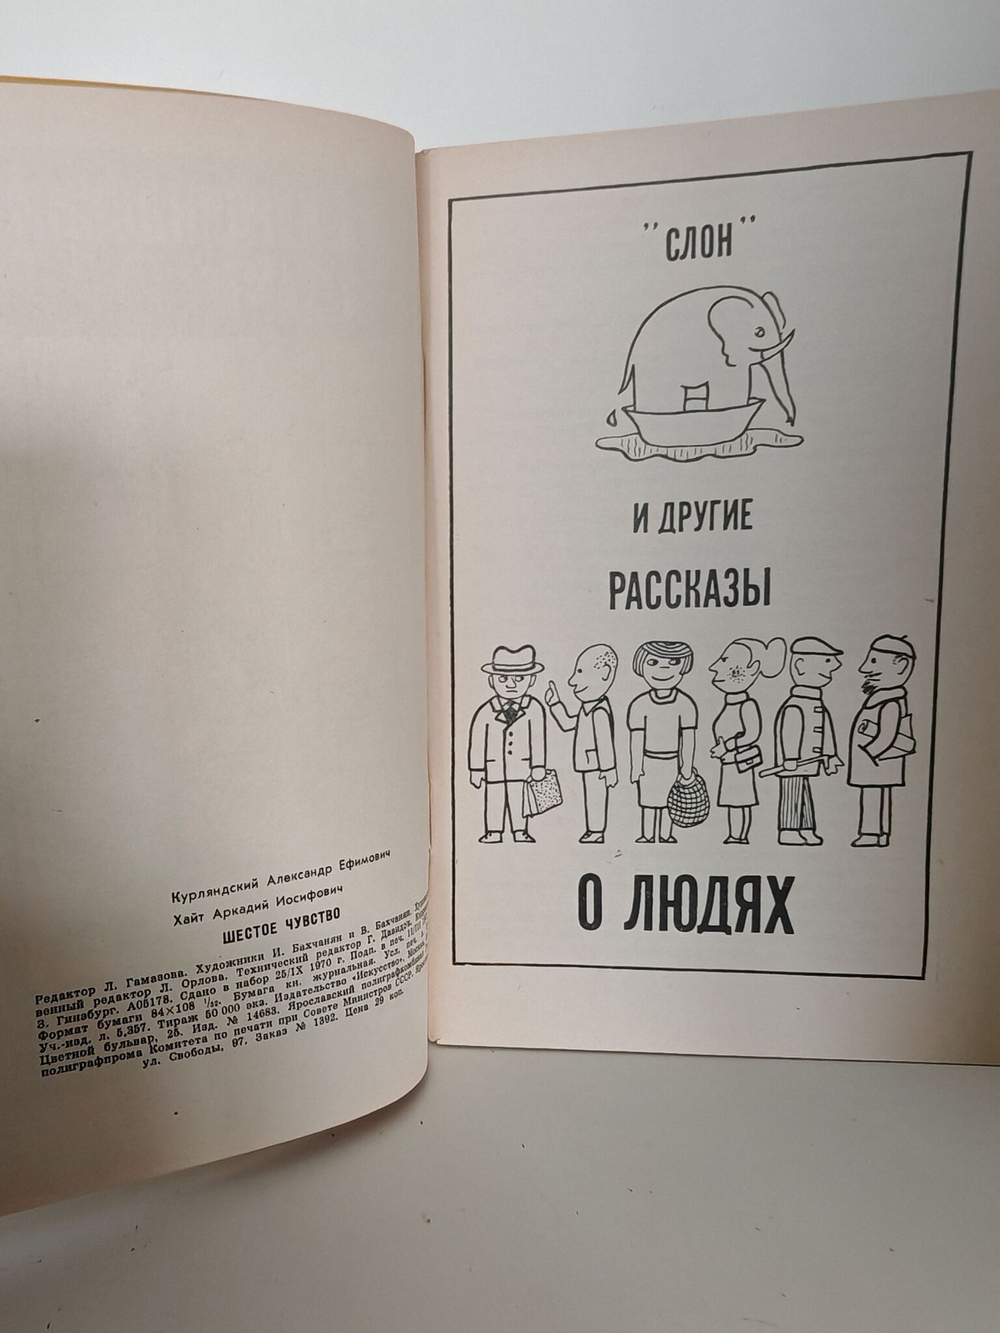 Курляндский Александр Ефимович
Хайт Аркадий Иосифович
ШЕСТОЕ ЧУВСТВО
Редактор Л. Гамазова. Художники И. Бахчанян и В. Бахчанян.
венный редактор Л. Орлова. Технический редактор Г. Давидук.
З. Гинзбург. А05178. Сдано в набор 25/IX 1970 г. Подп. в печ.
Формат бумаги 84×108 1/32. Бумага кн. журнальная. Усл. печ. л.
Уч.-изд. л. 5,357. Тираж 50 000 экз. Издательство «Искусство», Москва,
Цветной бульвар, 25. Изд. № 14683. Ярославский полиграфкомбинат
полиграфпрома Комитета по печати при Совете Министров СССР.
ул. Свободы, 97. Заказ № 1392. Цена 29 коп.
"СЛОН"
И ДРУГИЕ
РАССКАЗЫ
О ЛЮДЯХ